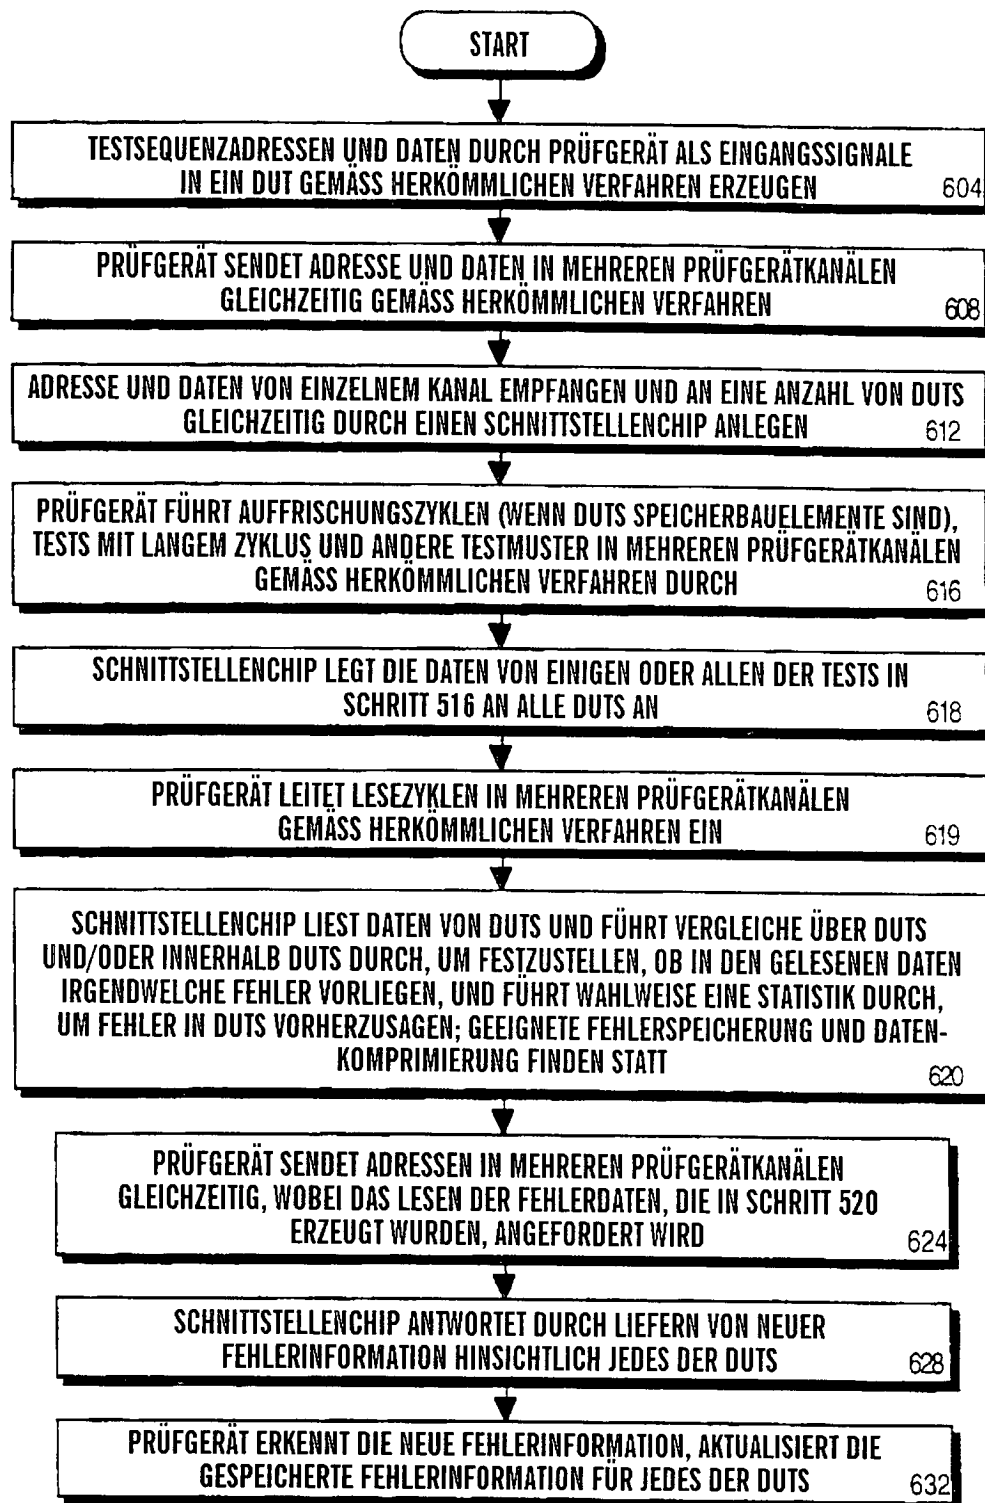 START
TESTSEQUENZADRESSEN UND DATEN DURCH PRÜFGERÄT ALS EINGANGSSIGNALE
IN EIN DUT GEMÄSS HERKÖMMLICHEN VERFAHREN ERZEUGEN 604
PRÜFGERÄT SENDET ADRESSE UND DATEN IN MEHREREN PRÜFGERÄTKANÄLEN
GLEICHZEITIG GEMÄSS HERKÖMMLICHEN VERFAHREN 608
ADRESSE UND DATEN VON EINZELNEM KANAL EMPFANGEN UND AN EINE ANZAHL VON DUTS
GLEICHZEITIG DURCH EINEN SCHNITTSTELLENCHIP ANLEGEN 612
PRÜFGERÄT FÜHRT AUFFRISCHUNGSZYKLEN (WENN DUTS SPEICHERBAUELEMENTE SIND),
TESTS MIT LANGEM ZYKLUS UND ANDERE TESTMUSTER IN MEHREREN PRÜFGERÄTKANÄLEN
GEMÄSS HERKÖMMLICHEN VERFAHREN DURCH 616
SCHNITTSTELLENCHIP LEGT DIE DATEN VON EINIGEN ODER ALLEN DER TESTS IN
SCHRITT 516 AN ALLE DUTS AN 618
PRÜFGERÄT LEITET LESEZYKLEN IN MEHREREN PRÜFGERÄTKANÄLEN
GEMÄSS HERKÖMMLICHEN VERFAHREN EIN 619
SCHNITTSTELLENCHIP LIEST DATEN VON DUTS UND FÜHRT VERGLEICHE ÜBER DUTS
UND/ODER INNERHALB DUTS DURCH, UM FESTZUSTELLEN, OB IN DEN GELESENEN DATEN
IRGENDWELCHE FEHLER VORLIEGEN, UND FÜHRT WAHLWEISE EINE STATISTIK DURCH,
UM FEHLER IN DUTS VORHERZUSAGEN; GEEIGNETE FEHLERSPEICHERUNG UND DATEN-
KOMPRIMIERUNG FINDEN STATT 620
PRÜFGERÄT SENDET ADRESSEN IN MEHREREN PRÜFGERÄTKANÄLEN
GLEICHZEITIG, WOBEI DAS LESEN DER FEHLERDATEN, DIE IN SCHRITT 520
ERZEUGT WURDEN, ANGEFORDERT WIRD 624
SCHNITTSTELLENCHIP ANTWORTET DURCH LIEFERN VON NEUER
FEHLERINFORMATION HINSICHTLICH JEDES DER DUTS 628
PRÜFGERÄT ERKENNT DIE NEUE FEHLERINFORMATION, AKTUALISIERT DIE
GESPEICHERTE FEHLERINFORMATION FÜR JEDES DER DUTS 632